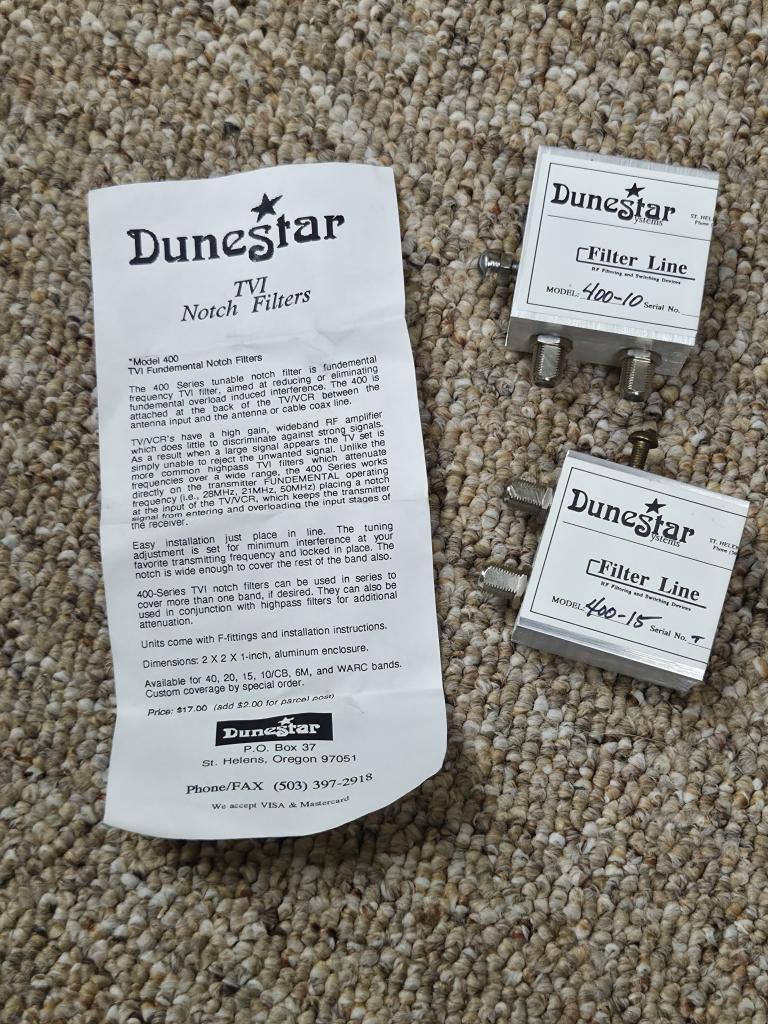 Dunestar
TVI
Notch Filters
*Model 400
TVI Fundemental Notch Filters
The 400 Series tunable notch filter is fundemental
frequency TVI filter, aimed at reducing or eliminating
fundemental overload induced interference. The 400 is
attached at the back of the TV/VCR between the
antenna input and the antenna or cable coax line.
TV/VCR's have a high gain, wideband RF amplifier
which does little to discriminate against strong signals.
As a result when a large signal appears the TV set is
simply unable to reject the unwanted signal. Unlike the
more common highpass TVI filters which attenuate
frequencies over a wide range, the 400 Series works
directly on the transmitter FUNDEMENTAL operating
frequency (i.e., 28MHz, 21MHz, 50MHz) placing a notch
at the input of the TV/VCR, which keeps the transmitter
signal from entering and overloading the input stages of
the receiver.
Easy installation just place in line. The tuning
adjustment is set for minimum interference at your
favorite transmitting frequency and locked in place. The
notch is wide enough to cover the rest of the band also.
400-Series TVI notch filters can be used in series to
cover more than one band, if desired. They can also be
used in conjunction with highpass filters for additional
attenuation.
Units come with F-fittings and installation instructions.
Dimensions: 2 X 2 X 1-inch, aluminum enclosure.
Available for 40, 20, 15, 10/CB, 6M, and WARC bands.
Custom coverage by special order.
Price: $17.00 (add $2.00 for parcel post)
Dunestar
P.O. Box 37
St. Helens, Oregon 97051
Phone/FAX (503) 397-2918
We accept VISA & Mastercard
Dunestar
ystems
ST. HEL
Phone (
Filter Line
RF Filtering and Switching Devices
MODEL: 400-10 Serial No.
Dunestar
ystems
ST. HELE
Phone (5
Filter Line
RF Filtering and Switching Devices
MODEL: 400-15 Serial No. T